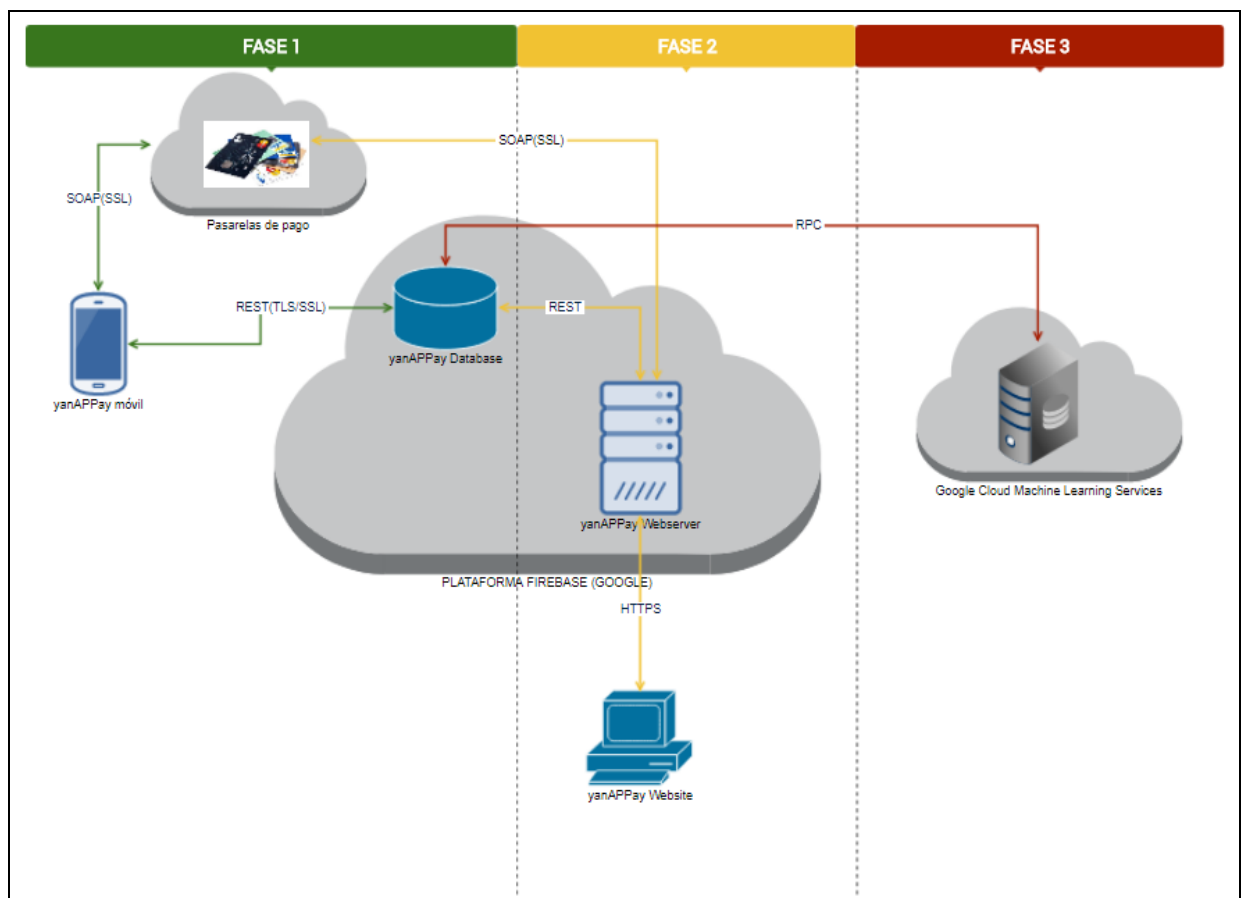 FASE 1
FASE 2
FASE 3
SOAP(SSL)
SOAP(SSL)
Pasarelas de pago
RPC
REST(TLS/SSL)
REST
yanAPPay Database
yanAPPay móvil
Google Cloud Machine Learning Services
yanAPPay Webserver
PLATAFORMA FIREBASE (GOOGLE)
HTTPS
yanAPPay Website